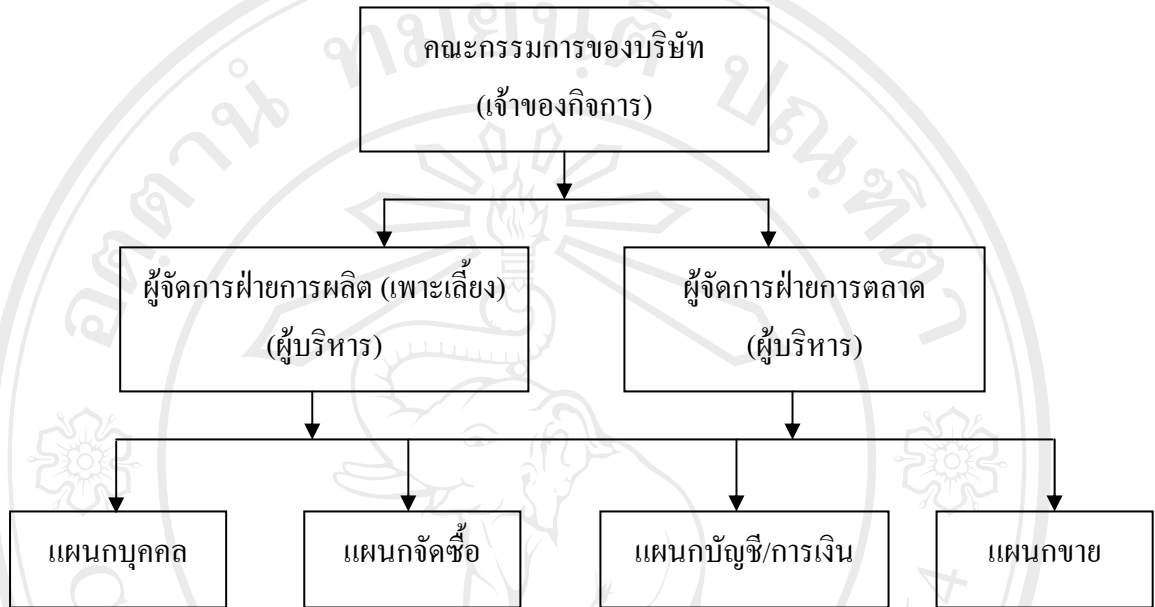 คณะกรรมการของบริษัท
(เจ้าของกิจการ)
ผู้จัดการฝ่ายการผลิต (เพาะเลี้ยง)
(ผู้บริหาร)
ผู้จัดการฝ่ายการตลาด
(ผู้บริหาร)
แผนกบุคคล
แผนกจัดซื้อ
แผนกบัญชี/การเงิน
แผนกขาย